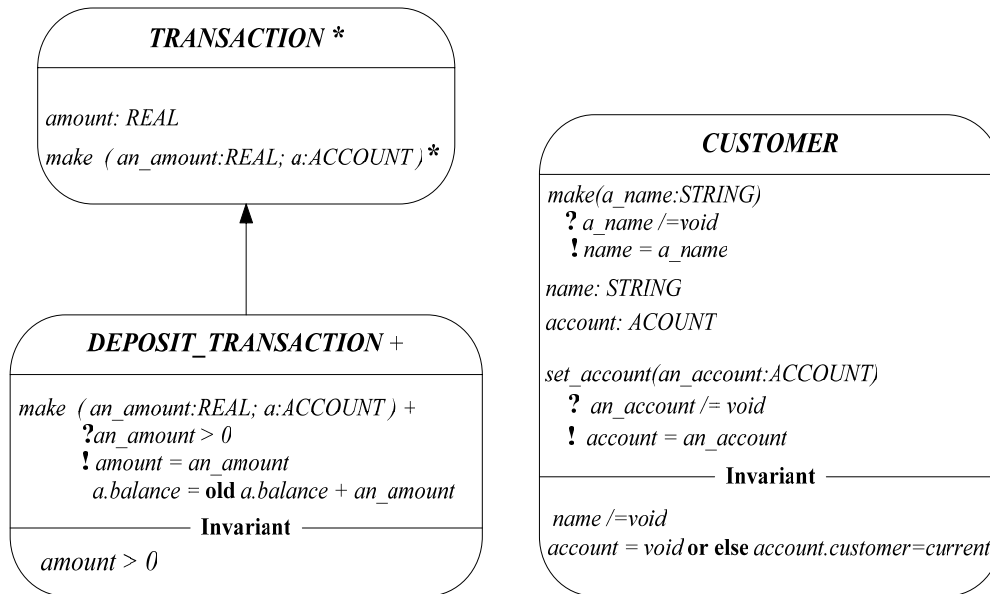 TRANSACTION *
amount: REAL
make ( an_amount:REAL; a:ACCOUNT ) *
DEPOSIT_TRANSACTION +
make ( an_amount:REAL; a:ACCOUNT ) +
?an_amount > 0
! amount = an_amount
a.balance = old a.balance + an_amount
Invariant
amount > 0
CUSTOMER
make(a_name:STRING)
? a_name /=void
! name = a_name
name: STRING
account: ACOUNT
set_account(an_account:ACCOUNT)
? an_account /= void
! account = an_account
Invariant
name /=void
account = void or else account.customer=current